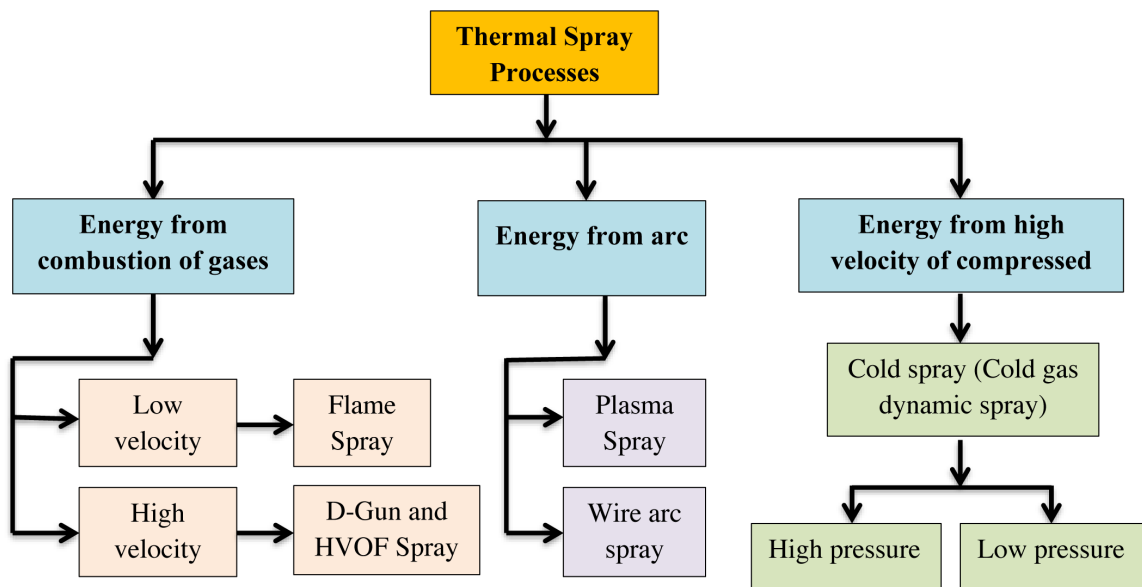 Thermal Spray
Processes
Energy from
combustion of gases
Energy from arc
Energy from high
velocity of compressed
Low
velocity
Flame
Spray
High
velocity
D-Gun and
HVOF Spray
Plasma
Spray
Wire arc
spray
Cold spray (Cold gas
dynamic spray)
High pressure
Low pressure